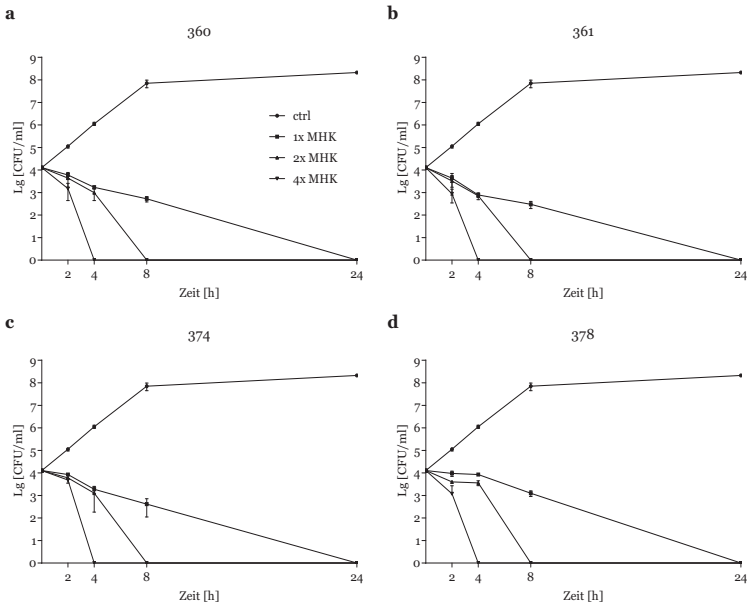 a
360
9
8
7
6
5
4
3
2
1
0
Lg [CFU/ml]
ctrl
1x MHK
2x MHK
4x MHK
2 4 8 24
Zeit [h]
b
361
9
8
7
6
5
4
3
2
1
0
Lg [CFU/ml]
2 4 8 24
Zeit [h]
c
374
9
8
7
6
5
4
3
2
1
0
Lg [CFU/ml]
2 4 8 24
Zeit [h]
d
378
9
8
7
6
5
4
3
2
1
0
Lg [CFU/ml]
2 4 8 24
Zeit [h]